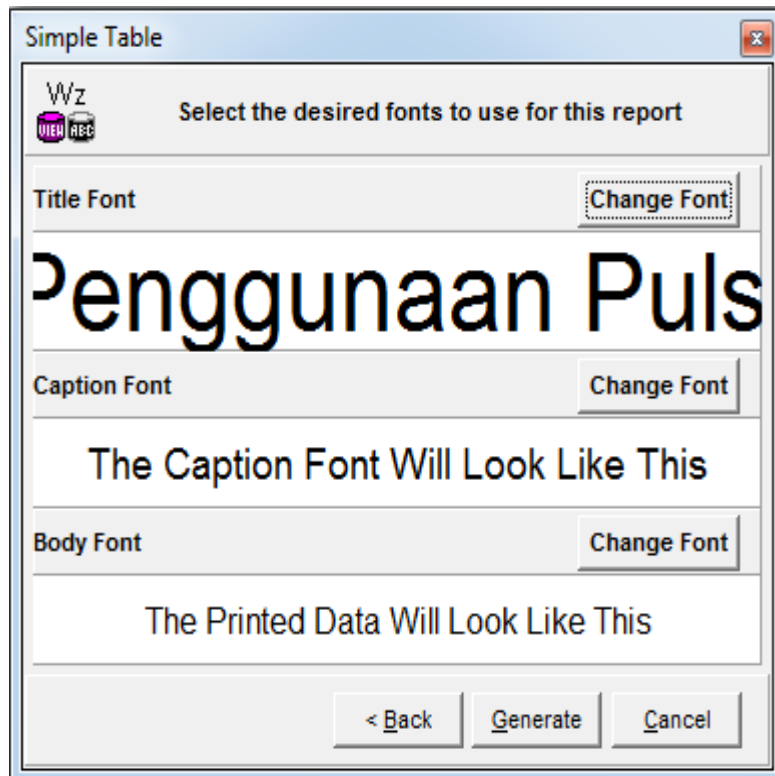 Simple Table
Wz
VIEW ABC
Select the desired fonts to use for this report
Title Font
Change Font
Penggunaan Puls
Caption Font
Change Font
The Caption Font Will Look Like This
Body Font
Change Font
The Printed Data Will Look Like This
< Back
Generate
Cancel